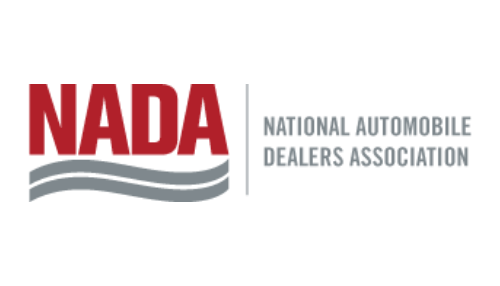 NADA
NATIONAL AUTOMOBILE
DEALERS ASSOCIATION